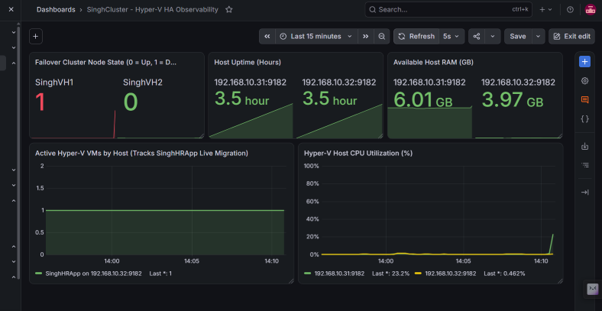 Dashboards › SinghCluster - Hyper-V HA Observability
Search... ctrl+k
Last 15 minutes
Refresh 5s
Save
Exit edit
Failover Cluster Node State (0 = Up, 1 = D...
SinghVH1 SinghVH2
1 0
Host Uptime (Hours)
192.168.10.31:9182 192.168.10.32:9182
3.5 hour 3.5 hour
Available Host RAM (GB)
192.168.10.31:9182 192.168.10.32:9182
6.01 GB 3.97 GB
Active Hyper-V VMs by Host (Tracks SinghHRApp Live Migration)
2
1.5
1
0.5
0
14:00 14:05 14:10
SinghHRApp on 192.168.10.32:9182 Last *: 1
Hyper-V Host CPU Utilization (%)
100%
80%
60%
40%
20%
0%
14:00 14:05 14:10
192.168.10.31:9182 Last *: 23.2% 192.168.10.32:9182 Last *: 0.462%